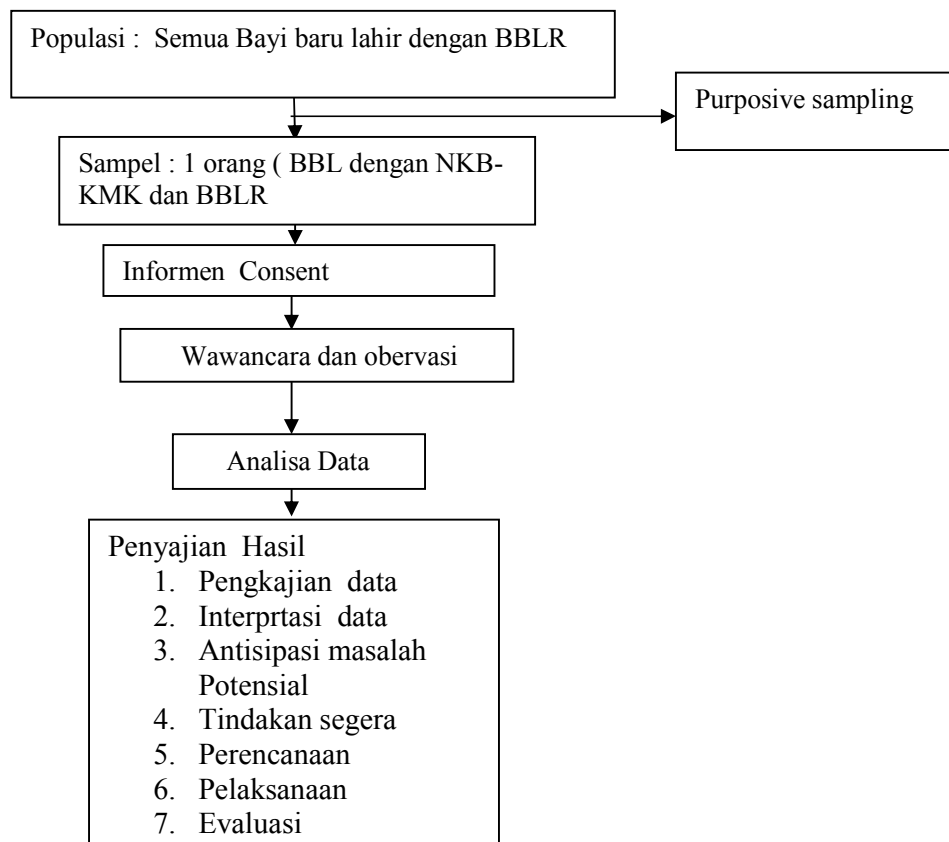 Populasi : Semua Bayi baru lahir dengan BBLR
Purposive sampling
Sampel : 1 orang ( BBL dengan NKB-
KMK dan BBLR
Informen Consent
Wawancara dan obervasi
Analisa Data
Penyajian Hasil
1. Pengkajian data
2. Interprtasi data
3. Antisipasi masalah
Potensial
4. Tindakan segera
5. Perencanaan
6. Pelaksanaan
7. Evaluasi